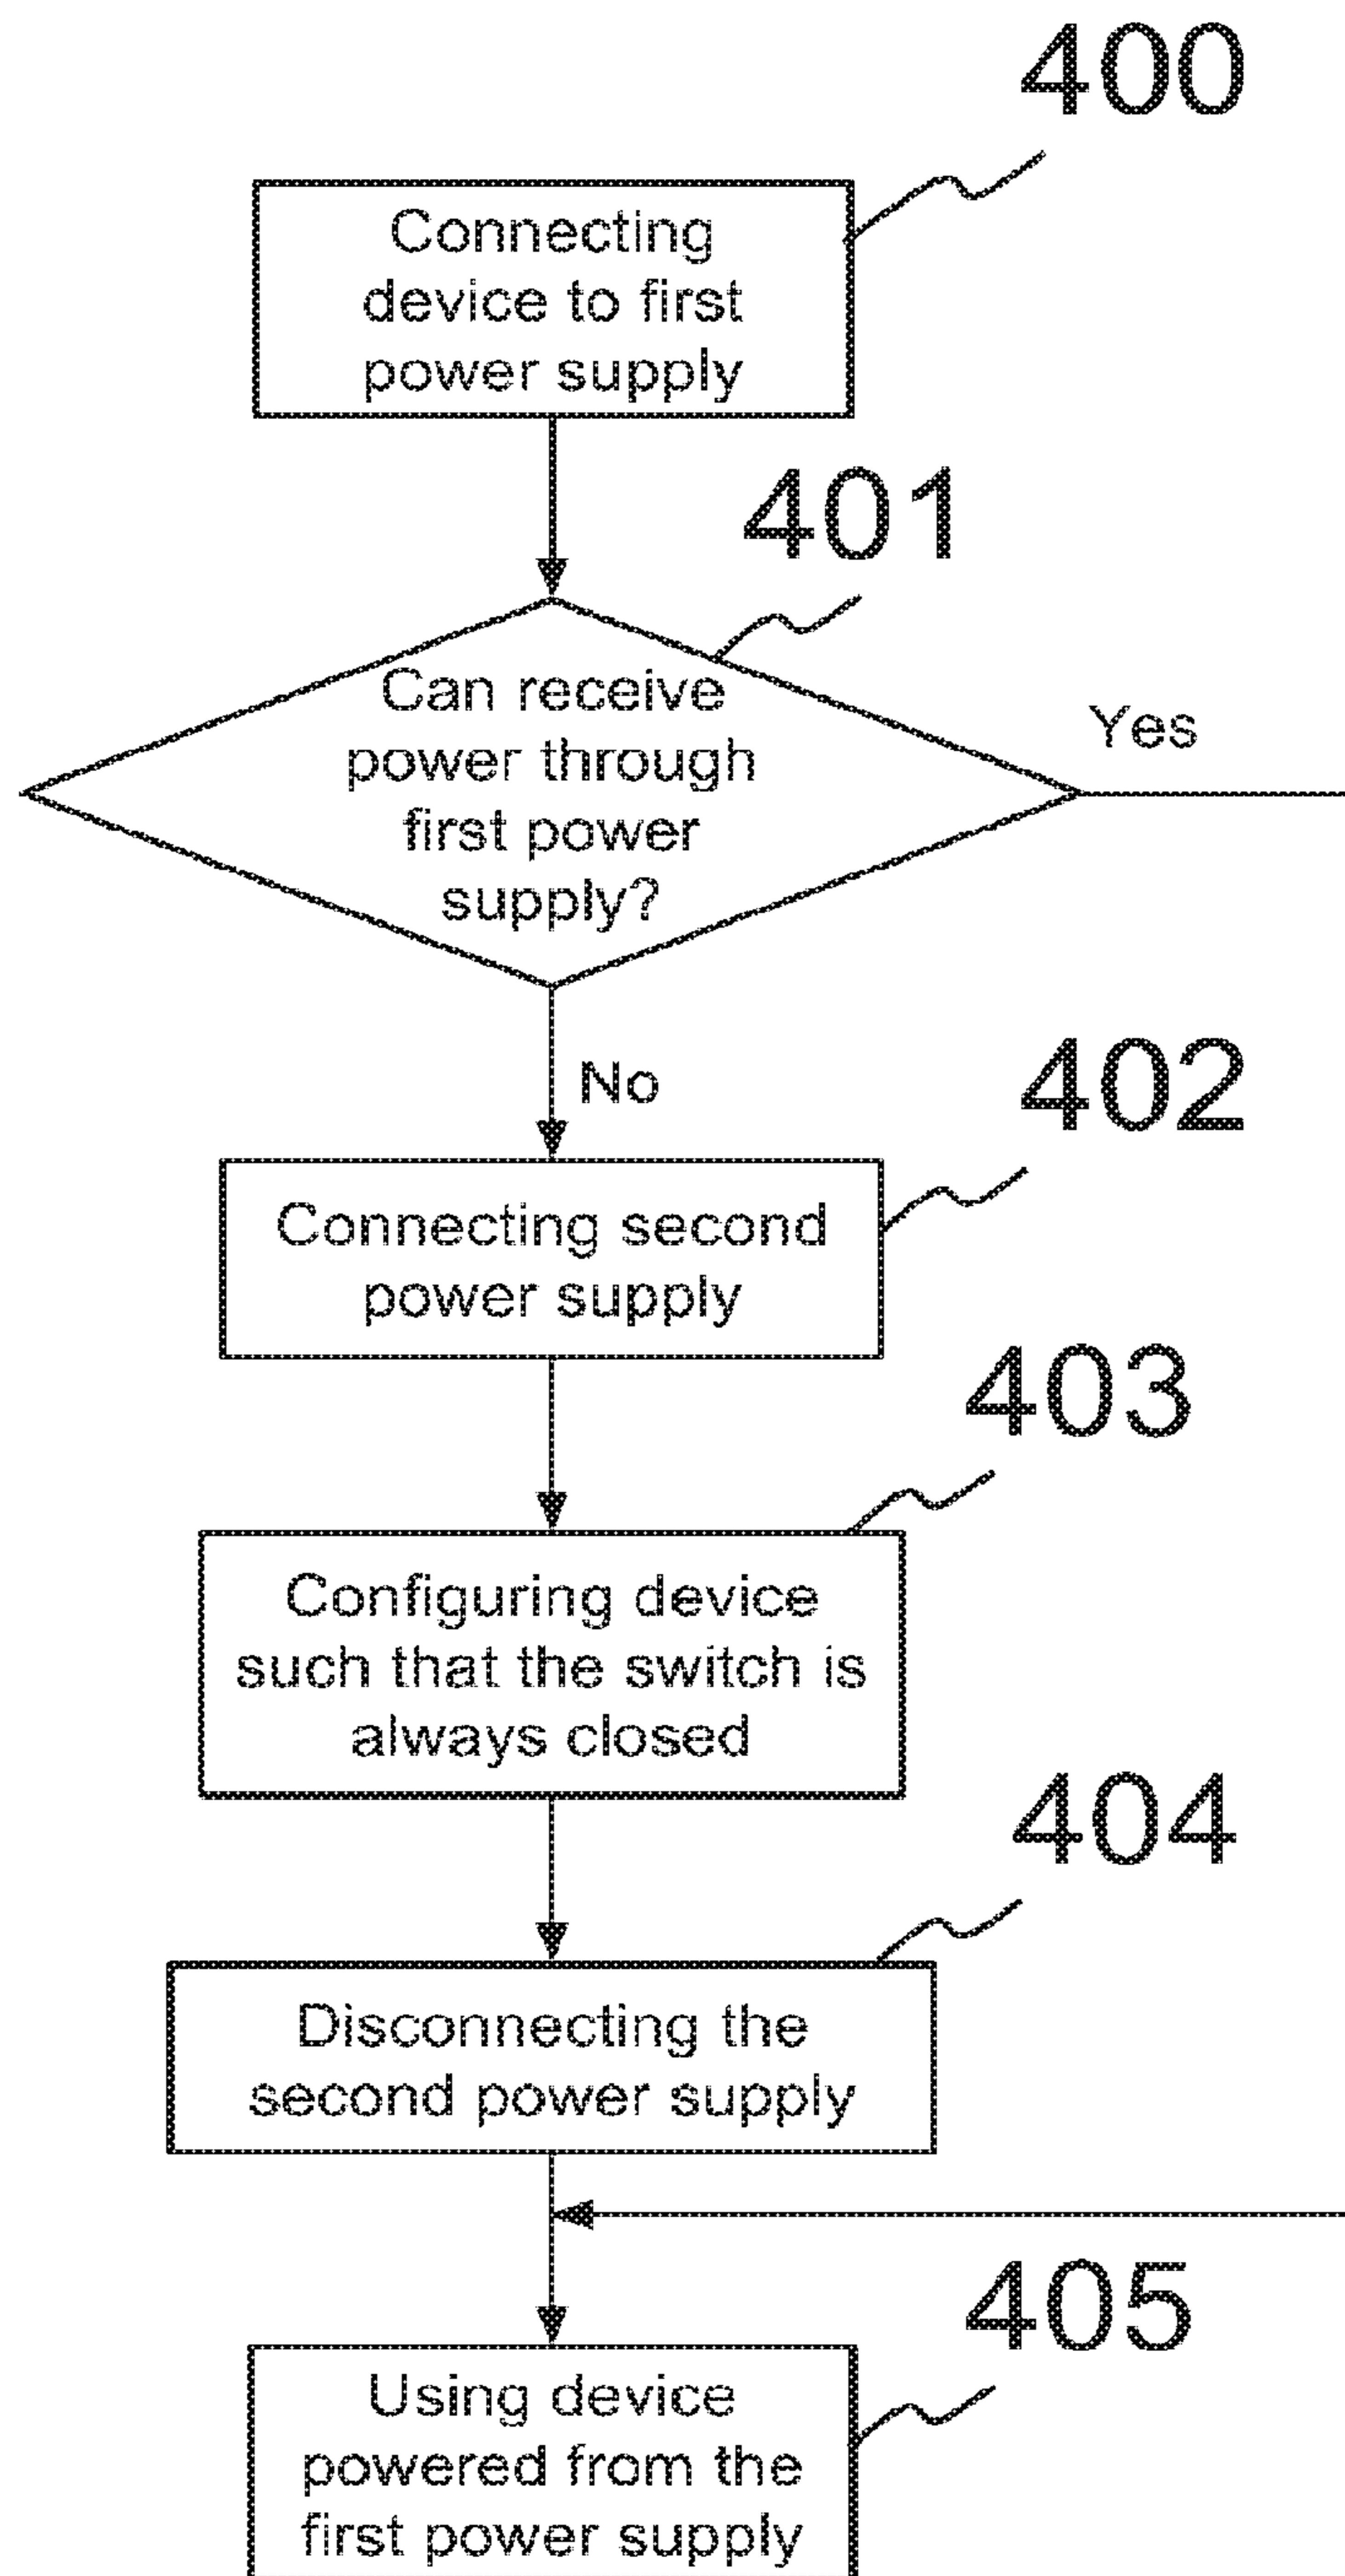 400
Connecting
device to first
power supply
401
Can receive
power through
first power
supply?
Yes
No
402
Connecting second
power supply
403
Configuring device
such that the switch is
always closed
404
Disconnecting the
second power supply
405
Using device
powered from the
first power supply